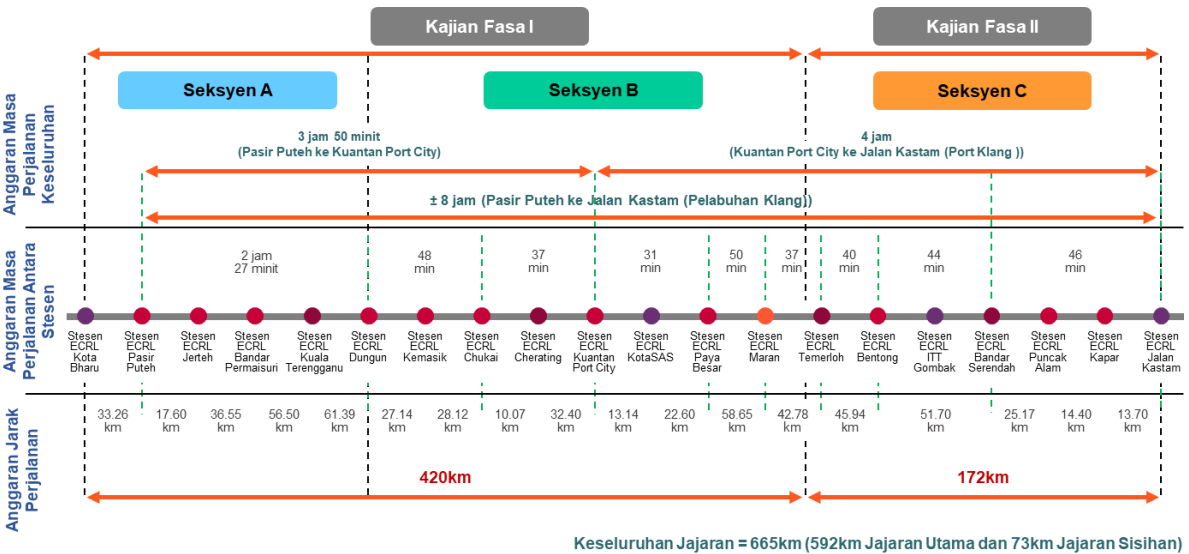 Kajian Fasa I
Kajian Fasa II
Seksyen A
Seksyen B
Seksyen C
Anggaran Masa
Perjalanan
Keseluruhan
3 jam 50 minit
(Pasir Puteh ke Kuantan Port City)
4 jam
(Kuantan Port City ke Jalan Kastam (Port Klang ))
± 8 jam (Pasir Puteh ke Jalan Kastam (Pelabuhan Klang))
Anggaran Masa
Perjalanan Antara
Stesen
2 jam
27 minit
48
min
37
min
31
min
50
min
37
min
40
min
44
min
46
min
Stesen
ECRL
Kota
Bharu
Stesen
ECRL
Pasir
Puteh
Stesen
ECRL
Jerteh
Stesen
ECRL
Bandar
Permaisuri
Stesen
ECRL
Kuala
Terengganu
Stesen
ECRL
Dungun
Stesen
ECRL
Kemasik
Stesen
ECRL
Chukai
Stesen
ECRL
Cherating
Stesen
ECRL
Kuantan
Port City
Stesen
ECRL
KotaSAS
Stesen
ECRL
Paya
Besar
Stesen
ECRL
Maran
Stesen
ECRL
Temerloh
Stesen
ECRL
Bentong
Stesen
ECRL
ITT
Gombak
Stesen
ECRL
Bandar
Serendah
Stesen
ECRL
Puncak
Alam
Stesen
ECRL
Kapar
Stesen
ECRL
Jalan
Kastam
Anggaran Jarak
Perjalanan
33.26
km
17.60
km
36.55
km
56.50
km
61.39
km
27.14
km
28.12
km
10.07
km
32.40
km
13.14
km
22.60
km
58.65
km
42.78
km
45.94
km
51.70
km
25.17
km
14.40
km
13.70
km
420km
172km
Keseluruhan Jajaran = 665km (592km Jajaran Utama dan 73km Jajaran Sisihan)